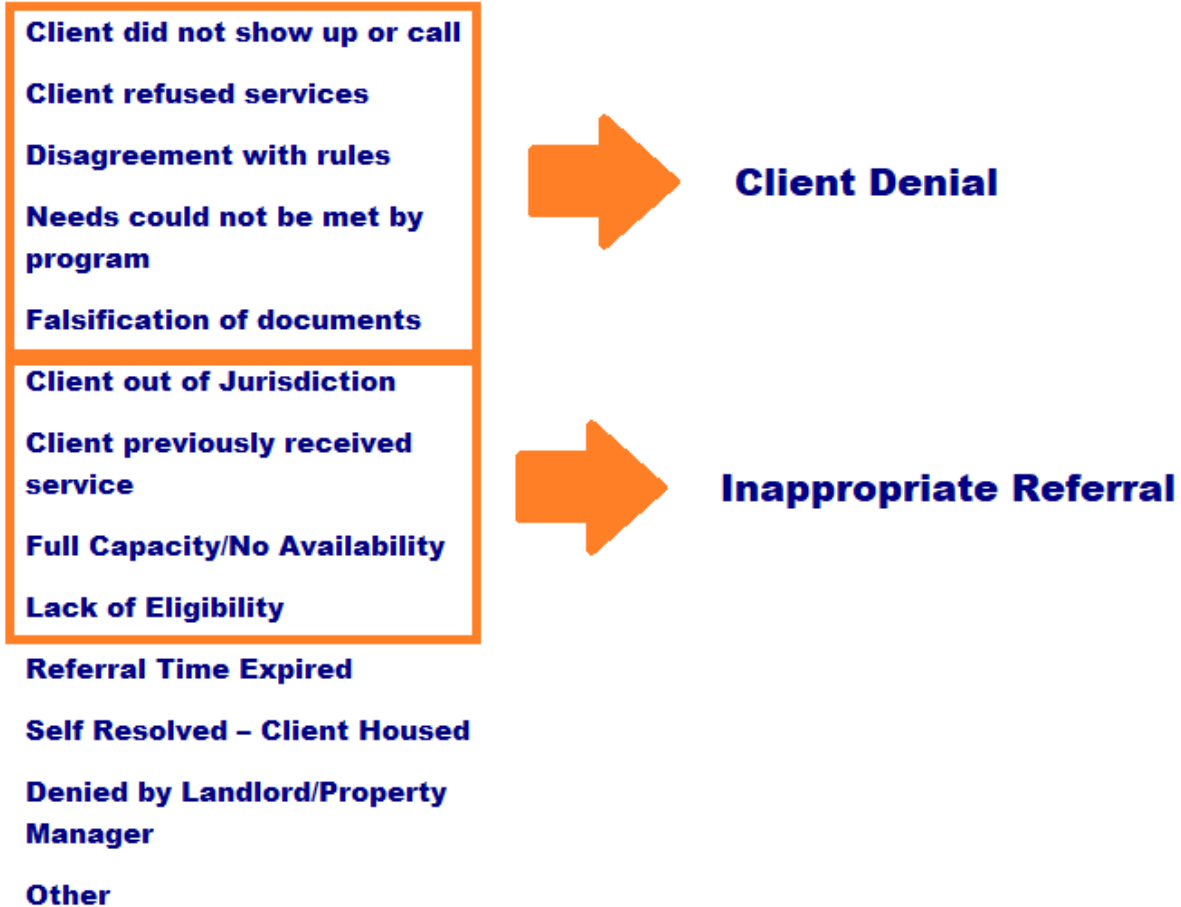 Client did not show up or call
Client refused services
Disagreement with rules
Needs could not be met by
program
Falsification of documents
Client Denial
Client out of Jurisdiction
Client previously received
service
Full Capacity/No Availability
Lack of Eligibility
Inappropriate Referral
Referral Time Expired
Self Resolved – Client Housed
Denied by Landlord/Property
Manager
Other